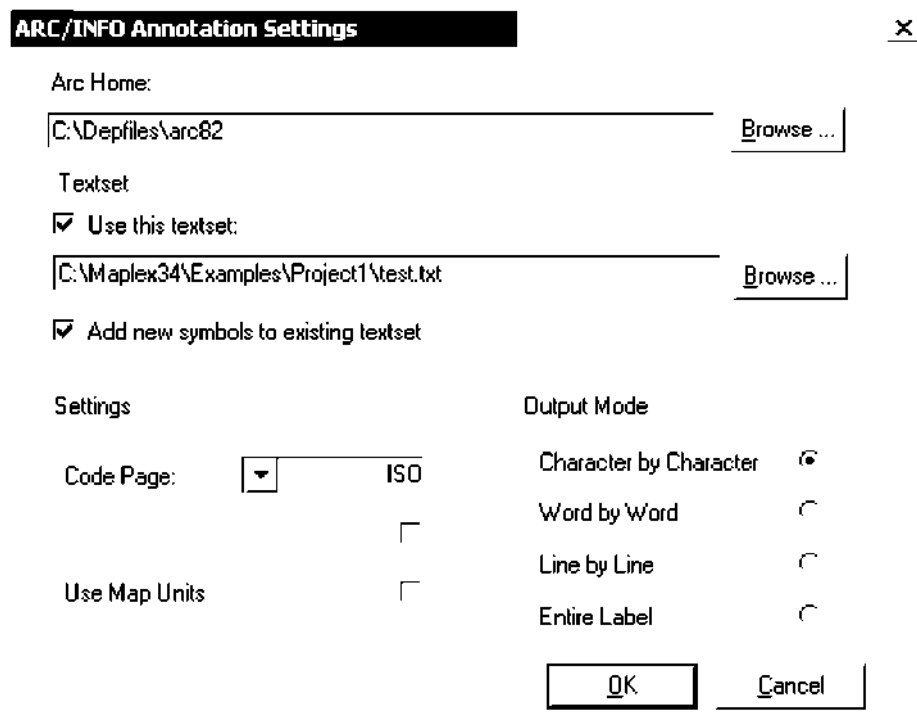 ARC/INFO Annotation Settings
Arc Home:
C:\Depfiles\arc82
Browse ...
Textset
Use this textset:
C:\Maplex34\Examples\Project1\test.txt
Browse ...
Add new symbols to existing textset
Settings
Code Page:
ISO
Use Map Units
Output Mode
Character by Character
Word by Word
Line by Line
Entire Label
OK
Cancel